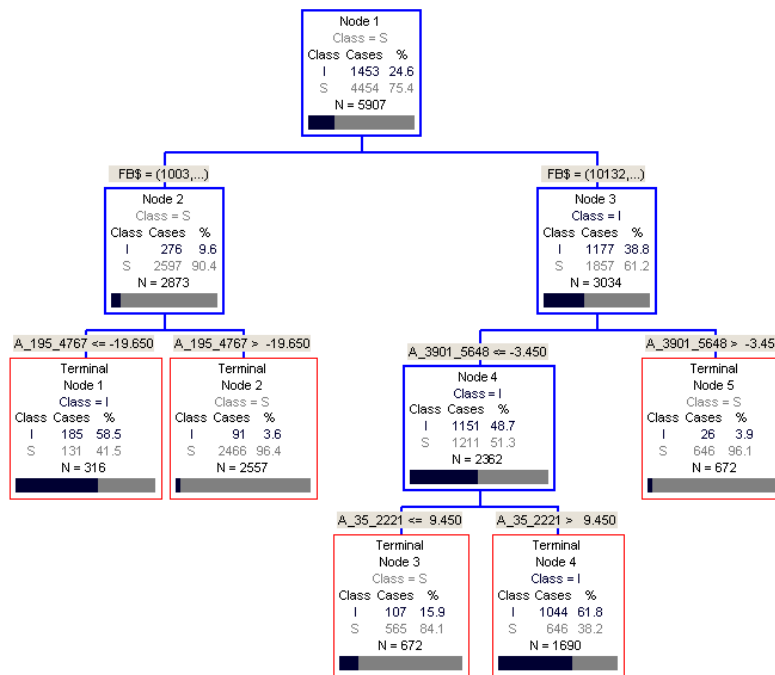 Node 1
Class = S
Class Cases %
I 1453 24.6
S 4454 75.4
N = 5907
FB$ = (1003,...)
FB$ = (10132,...)
Node 2
Class = S
Class Cases %
I 276 9.6
S 2597 90.4
N = 2873
Node 3
Class = I
Class Cases %
I 1177 38.8
S 1857 61.2
N = 3034
A_195_4767 <= -19.650
A_195_4767 > -19.650
A_3901_5648 <= -3.450
A_3901_5648 > -3.45
Terminal
Node 1
Class = I
Class Cases %
I 185 58.5
S 131 41.5
N = 316
Terminal
Node 2
Class = S
Class Cases %
I 91 3.6
S 2466 96.4
N = 2557
Node 4
Class = I
Class Cases %
I 1151 48.7
S 1211 51.3
N = 2362
Terminal
Node 5
Class = S
Class Cases %
I 26 3.9
S 646 96.1
N = 672
A_35_2221 <= 9.450
A_35_2221 > 9.450
Terminal
Node 3
Class = S
Class Cases %
I 107 15.9
S 565 84.1
N = 672
Terminal
Node 4
Class = I
Class Cases %
I 1044 61.8
S 646 38.2
N = 1690